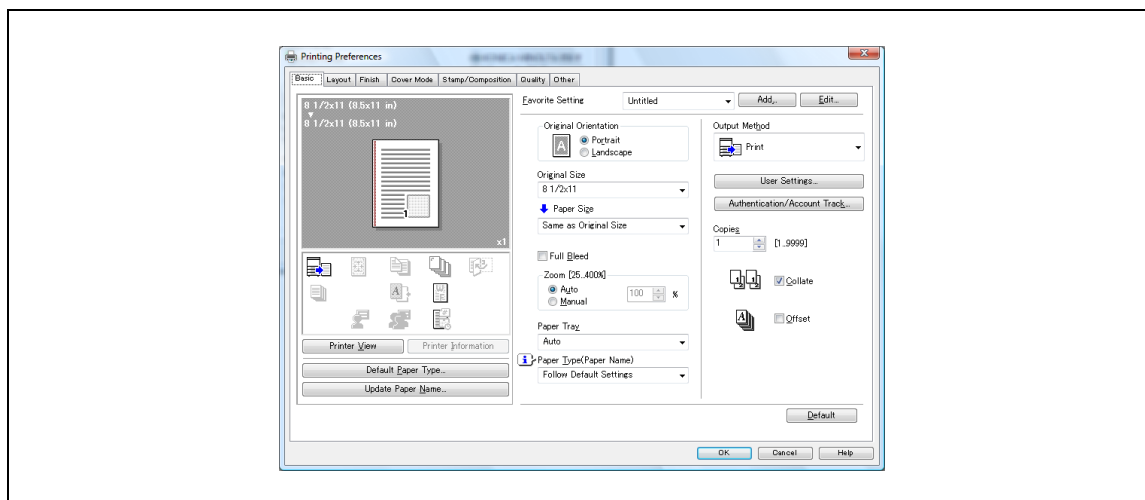 Printing Preferences
Basic Layout Finish Cover Mode Stamp/Composition Quality Other
8 1/2x11 (8.5x11 in)
8 1/2x11 (8.5x11 in)
1
x1
Printer View Printer Information
Default Paper Type...
Update Paper Name...
Favorite Setting Untitled Add... Edit...
Original Orientation
A
Portrait
Landscape
Original Size
8 1/2x11
Paper Size
Same as Original Size
Full Bleed
Zoom [25..400%]
Auto
Manual
100 %
Paper Tray
Auto
Paper Type(Paper Name)
Follow Default Settings
Output Method
Print
User Settings...
Authentication/Account Track...
Copies
1 [1..9999]
Collate
Offset
Default
OK Cancel Help